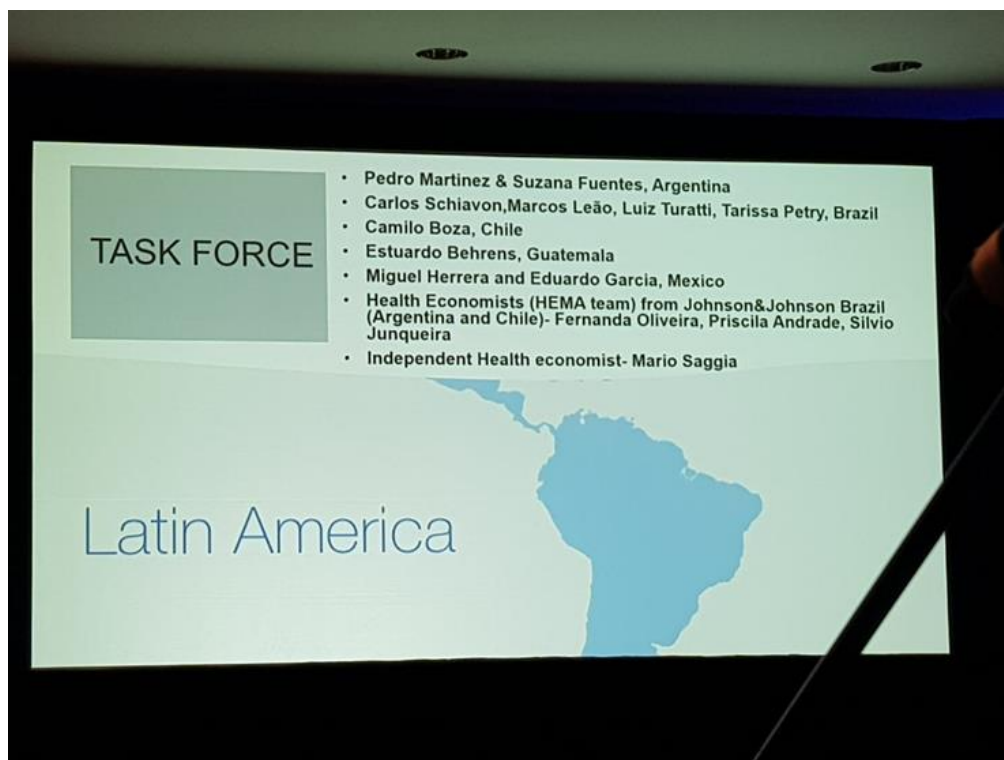 TASK FORCE
• Pedro Martinez & Suzana Fuentes, Argentina
• Carlos Schiavon,Marcos Leão, Luiz Turatti, Tarissa Petry, Brazil
• Camilo Boza, Chile
• Estuardo Behrens, Guatemala
• Miguel Herrera and Eduardo Garcia, Mexico
• Health Economists (HEMA team) from Johnson&Johnson Brazil
(Argentina and Chile)- Fernanda Oliveira, Priscila Andrade, Silvio
Junqueira
• Independent Health economist- Mario Saggia
Latin America